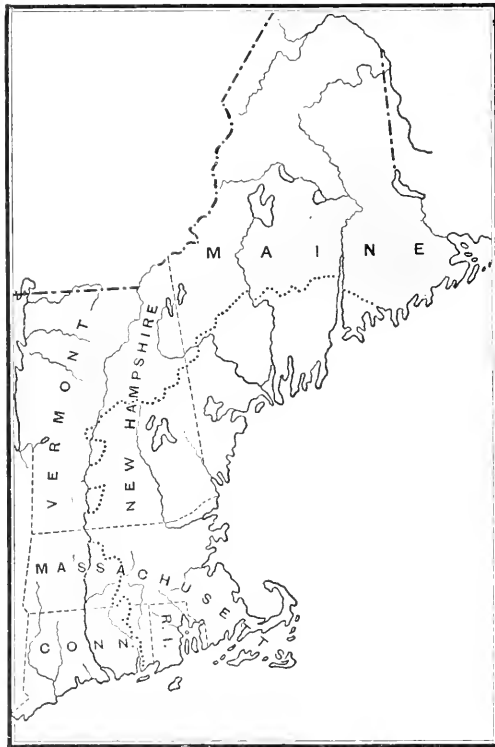 MAINE
NEW HAMPSHIRE
VERMONT
MASSACHUSETTS
CONN.
R.I.